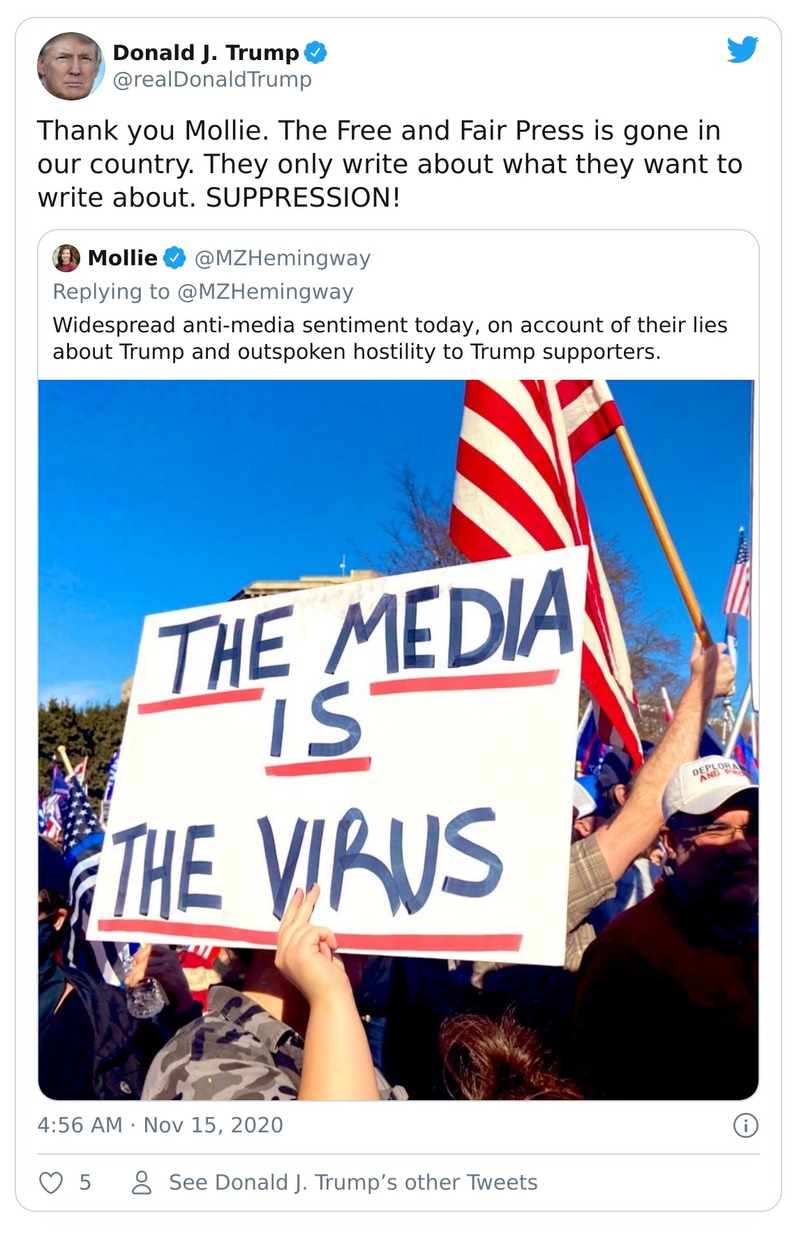 Donald J. Trump
@realDonaldTrump
Thank you Mollie. The Free and Fair Press is gone in
our country. They only write about what they want to
write about. SUPPRESSION!
Mollie @MZHemingway
Replying to @MZHemingway
Widespread anti-media sentiment today, on account of their lies
about Trump and outspoken hostility to Trump supporters.
THE MEDIA
IS
THE VIRUS
AND
4:56 AM · Nov 15, 2020
5 See Donald J. Trump’s other Tweets